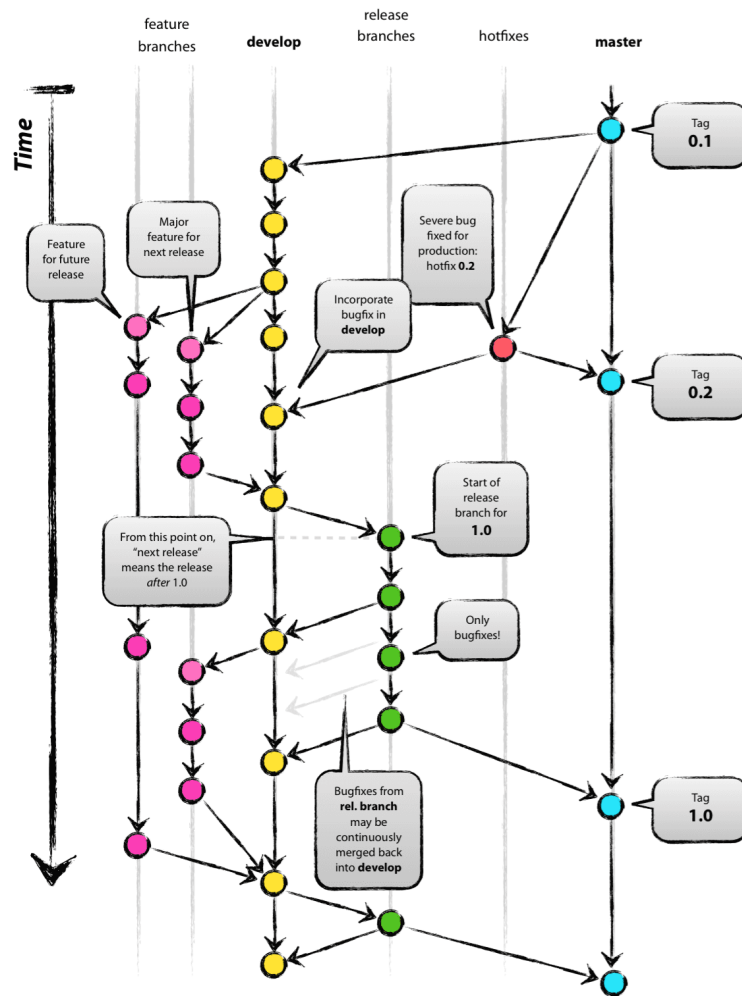 feature
branches
develop
release
branches
hotfixes
master
Time
Tag
0.1
Feature
for future
release
Major
feature for
next release
Severe bug
fixed for
production:
hotfix 0.2
Incorporate
bugfix in
develop
Tag
0.2
Start of
release
branch for
1.0
From this point on,
“next release”
means the release
after 1.0
Only
bugfixes!
Bugfixes from
rel. branch
may be
continuously
merged back
into develop
Tag
1.0